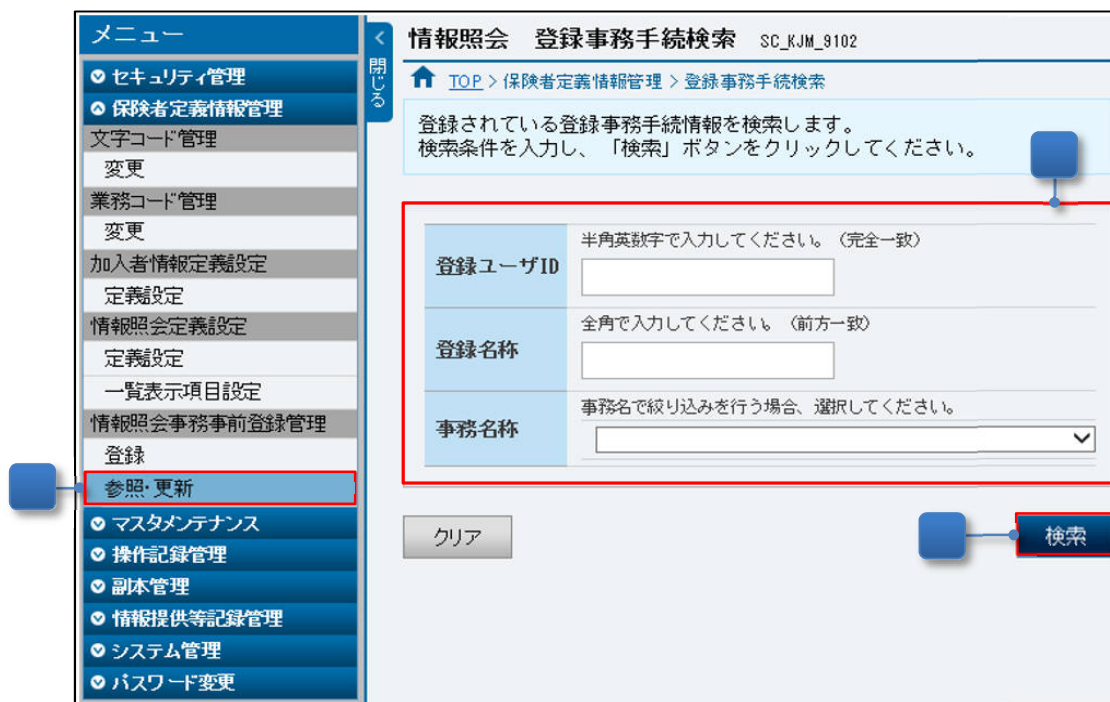 メニュー
セキュリティ管理
保険者定義情報管理
文字コード管理
変更
業務コード管理
変更
加入者情報定義設定
定義設定
情報照会定義設定
定義設定
一覧表示項目設定
情報照会事務事前登録管理
登録
参照・更新
マスタメンテナンス
操作記録管理
副本管理
情報提供等記録管理
システム管理
パスワード変更
<
閉じる
情報照会　登録事務手続検索 SC_KJM_9102
TOP > 保険者定義情報管理 > 登録事務手続検索
登録されている登録事務手続情報を検索します。
検索条件を入力し、「検索」ボタンをクリックしてください。
登録ユーザID
半角英数字で入力してください。（完全一致）
登録名称
全角で入力してください。（前方一致）
事務名称
事務名で絞り込みを行う場合、選択してください。
クリア
検索